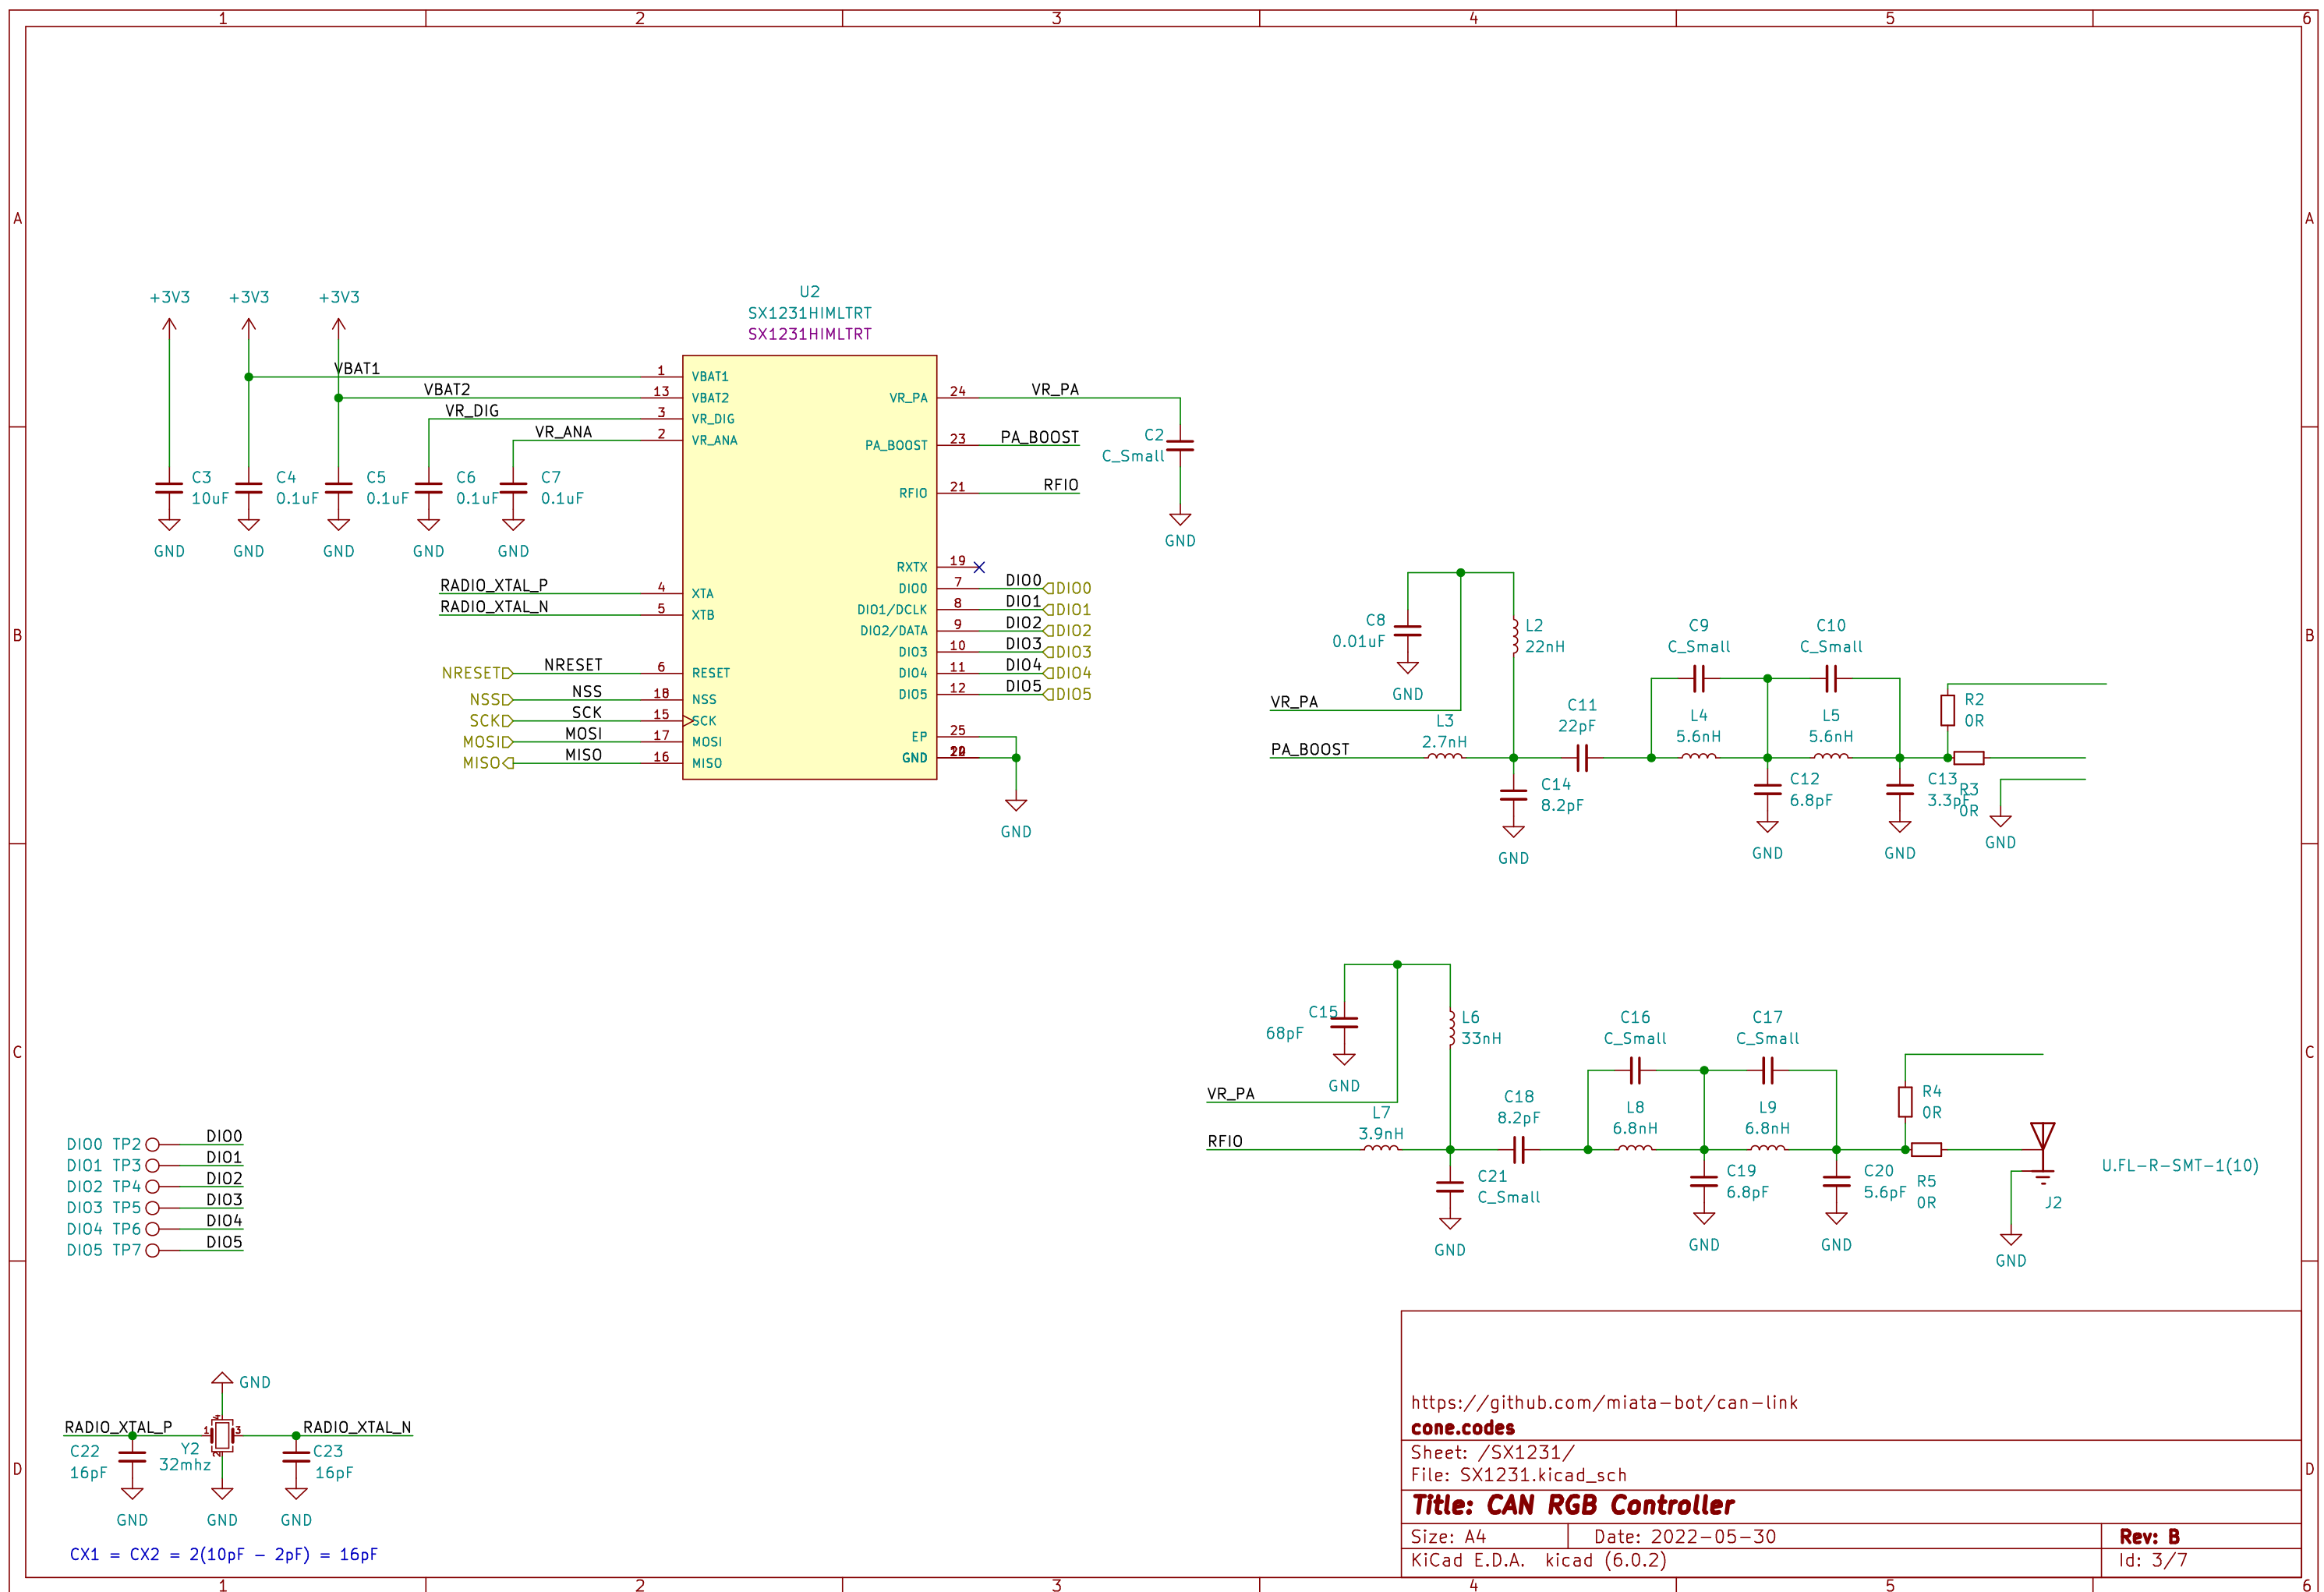 1 2 3 4 5 6
A
B
C
D
A
B
C
D
1 2 3 4 5 6
+3V3 +3V3 +3V3
VBAT1
VBAT2
VR_DIG
VR_ANA
C3
10uF
C4
0.1uF
C5
0.1uF
C6
0.1uF
C7
0.1uF
GND GND GND GND GND
RADIO_XTAL_P
RADIO_XTAL_N
NRESET NRESET
NSS NSS
SCK SCK
MOSI MOSI
MISO MISO
U2
SX1231HIMLTRT
SX1231HIMLTRT
1 VBAT1
13 VBAT2
3 VR_DIG
2 VR_ANA
4 XTA
5 XTB
6 RESET
18 NSS
15 SCK
17 MOSI
16 MISO
VR_PA 24 VR_PA
PA_BOOST 23 PA_BOOST
RFIO 21 RFIO
RXTX 19
DIO0 7 DIO0 DIO0
DIO1/DCLK 8 DIO1 DIO1
DIO2/DATA 9 DIO2 DIO2
DIO3 10 DIO3 DIO3
DIO4 11 DIO4 DIO4
DIO5 12 DIO5 DIO5
EP 25
GND
GND
C2
C_Small
GND
C8
0.01uF
GND
L2
22nH
VR_PA
PA_BOOST
L3
2.7nH
C11
22pF
C14
8.2pF
GND
C9
C_Small
C10
C_Small
L4
5.6nH
L5
5.6nH
C12
6.8pF
GND
C13
3.3pF
GND
R2
0R
R3
0R
GND
C15
68pF
GND
L6
33nH
VR_PA
RFIO
L7
3.9nH
C18
8.2pF
C21
C_Small
GND
C16
C_Small
C17
C_Small
L8
6.8nH
L9
6.8nH
C19
6.8pF
GND
C20
5.6pF
GND
R4
0R
R5
0R
U.FL-R-SMT-1(10)
J2
GND
DIO0 TP2 DIO0
DIO1 TP3 DIO1
DIO2 TP4 DIO2
DIO3 TP5 DIO3
DIO4 TP6 DIO4
DIO5 TP7 DIO5
GND
RADIO_XTAL_P
RADIO_XTAL_N
1 3
4
2
C22
16pF
Y2
32mhz
C23
16pF
GND GND GND
CX1 = CX2 = 2(10pF - 2pF) = 16pF
https://github.com/miata-bot/can-link
cone.codes
Sheet: /SX1231/
File: SX1231.kicad_sch
Title: CAN RGB Controller
Size: A4 Date: 2022-05-30 Rev: B
KiCad E.D.A. kicad (6.0.2) Id: 3/7